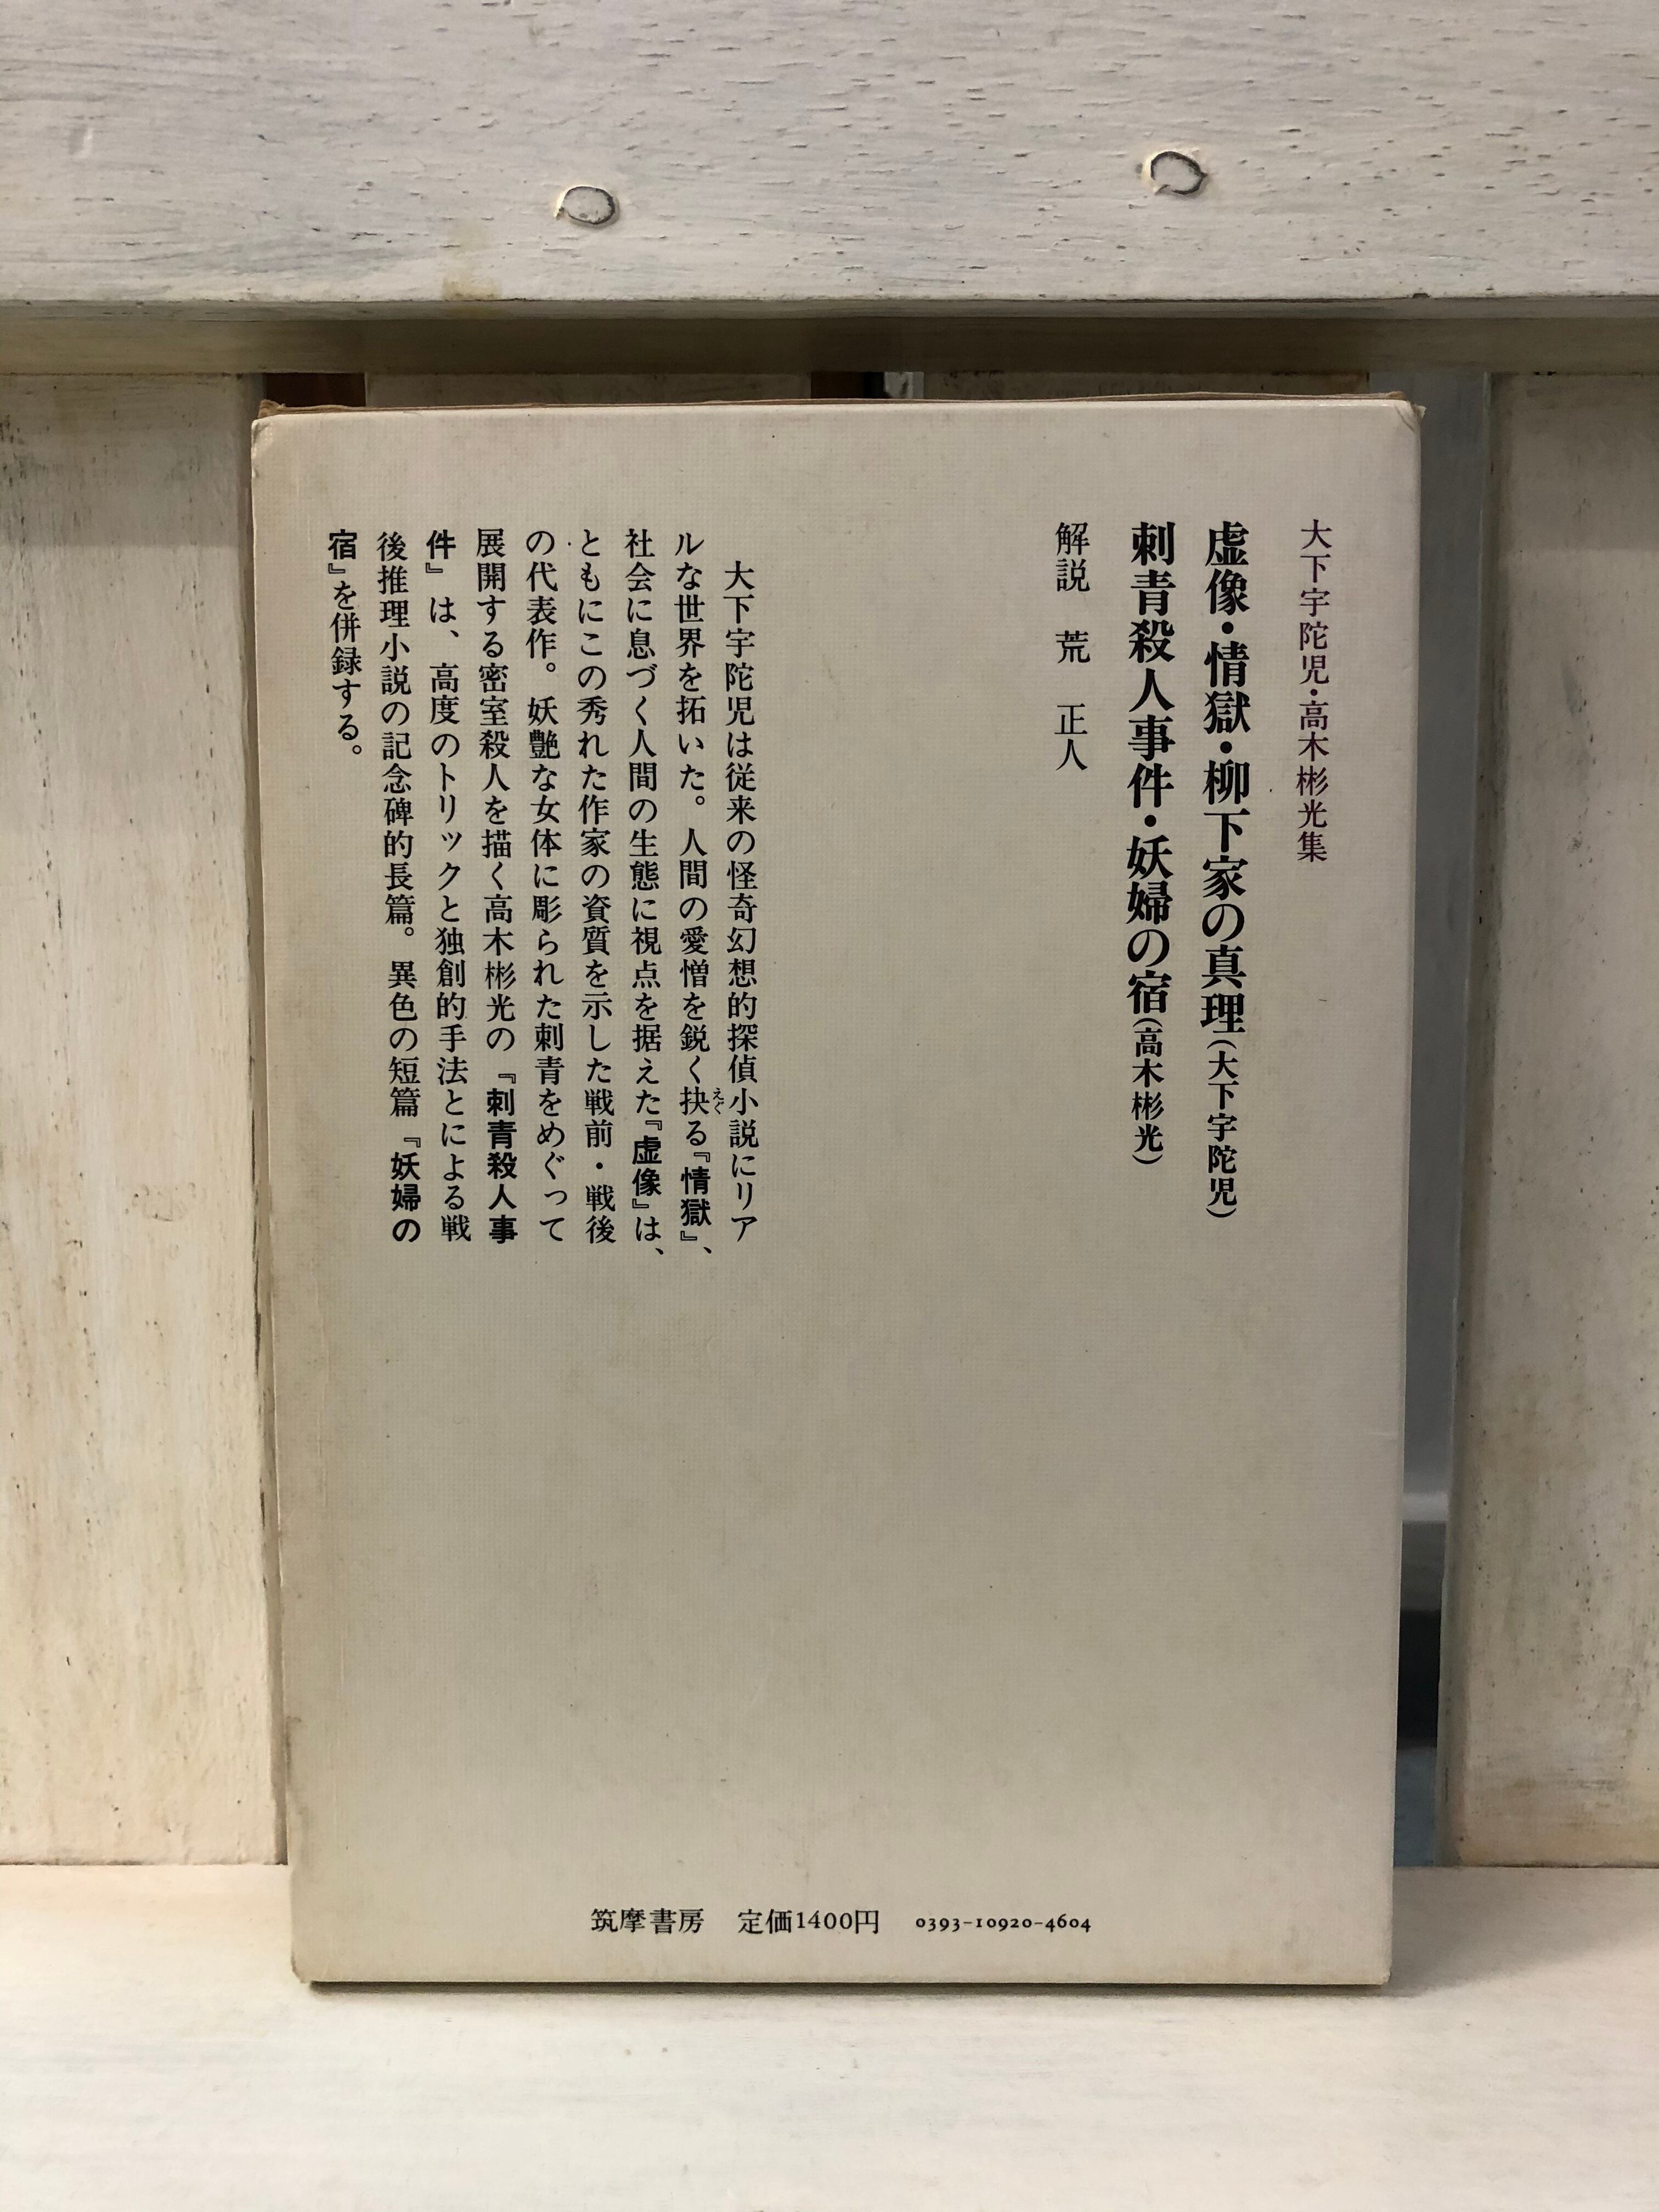 大下宇陀児・高木彬光集
虚像・情獄・柳下家の真理(大下宇陀児)
刺青殺人事件・妖婦の宿(高木彬光)
解説 荒 正人
大下宇陀児は従来の怪奇幻想的探偵小説にリア
ルな世界を拓いた。人間の愛憎を鋭く抉る『情獄』、
えぐ
社会に息づく人間の生態に視点を据えた『虚像』は、
ともにこの秀れた作家の資質を示した戦前・戦後
の代表作。妖艶な女体に彫られた刺青をめぐって
展開する密室殺人を描く高木彬光の『刺青殺人事
件』は、高度のトリックと独創的手法とによる戦
後推理小説の記念碑的長篇。異色の短篇『妖婦の
宿』を併録する。
筑摩書房 定価1400円 0393-10920-4604